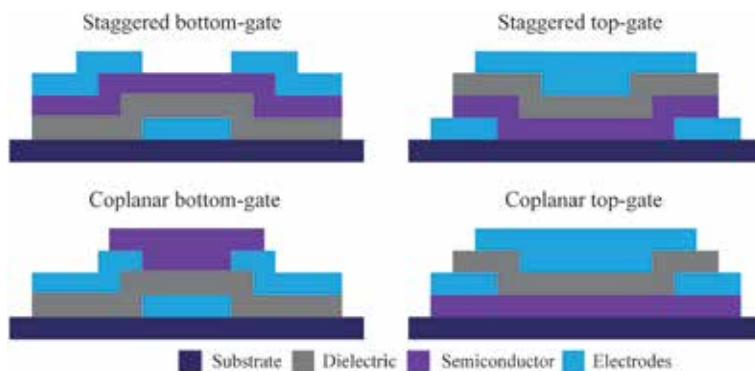 Staggered bottom-gate
Staggered top-gate
Coplanar bottom-gate
Coplanar top-gate
Substrate Dielectric Semiconductor Electrodes